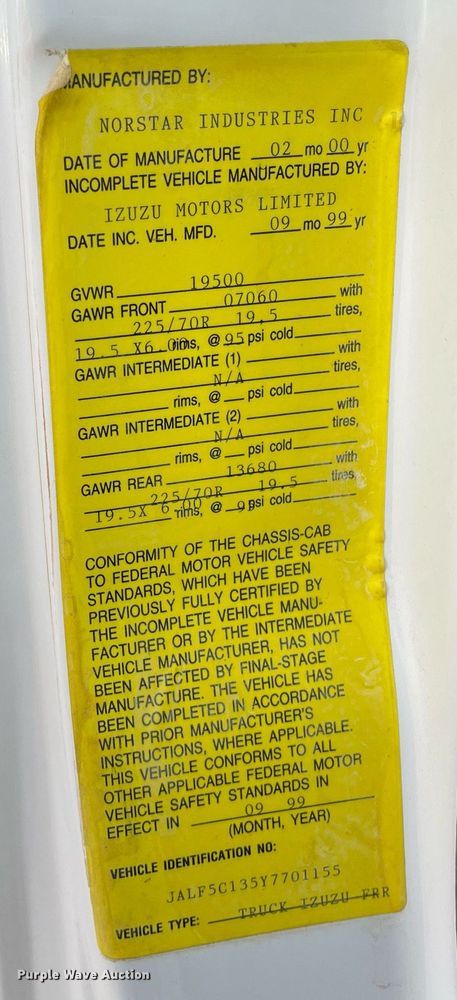 MANUFACTURED BY:
NORSTAR INDUSTRIES INC
DATE OF MANUFACTURE 02 mo 00 yr
INCOMPLETE VEHICLE MANUFACTURED BY:
IZUZU MOTORS LIMITED
DATE INC. VEH. MFD. 09 mo 99 yr
GVWR 19500
GAWR FRONT 07060 with
225/70R 19.5 tires,
19.5 X6.00 rims, @ 95 psi cold
GAWR INTERMEDIATE (1) with
N/A tires,
rims, @ psi cold
GAWR INTERMEDIATE (2) with
N/A tires,
rims, @ psi cold
GAWR REAR 13680 with
225/70R 19.5 tires,
19.5X 6.00 rims, @ psi cold
CONFORMITY OF THE CHASSIS-CAB
TO FEDERAL MOTOR VEHICLE SAFETY
STANDARDS, WHICH HAVE BEEN
PREVIOUSLY FULLY CERTIFIED BY
THE INCOMPLETE VEHICLE MANU-
FACTURER OR BY THE INTERMEDIATE
VEHICLE MANUFACTURER, HAS NOT
BEEN AFFECTED BY FINAL-STAGE
MANUFACTURE. THE VEHICLE HAS
BEEN COMPLETED IN ACCORDANCE
WITH PRIOR MANUFACTURER'S
INSTRUCTIONS, WHERE APPLICABLE.
THIS VEHICLE CONFORMS TO ALL
OTHER APPLICABLE FEDERAL MOTOR
VEHICLE SAFETY STANDARDS IN
EFFECT IN 09 99
(MONTH, YEAR)
VEHICLE IDENTIFICATION NO:
JALF5C135Y7701155
VEHICLE TYPE: TRUCK IZUZU FRR
Purple Wave Auction